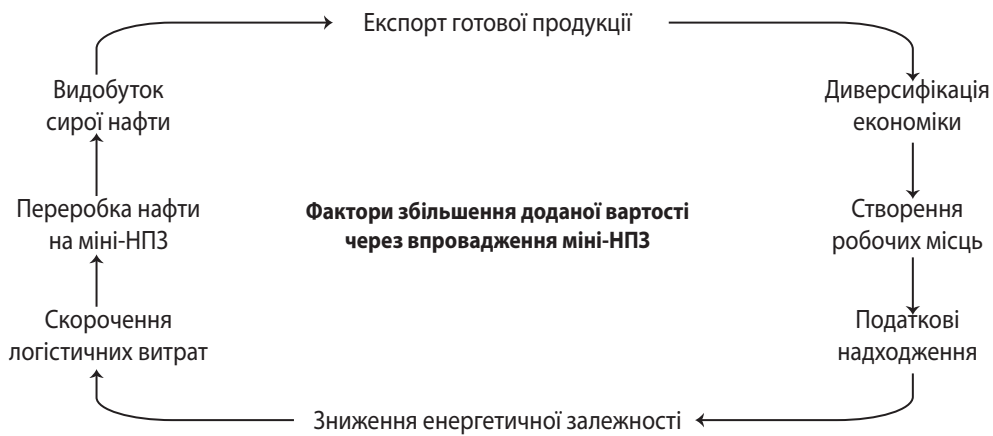 Експорт готової продукції
Видобуток
сирої нафти
Диверсифікація
економіки
Переробка нафти
на міні-НПЗ
Фактори збільшення доданої вартості
через впровадження міні-НПЗ
Створення
робочих місць
Скорочення
логістичних витрат
Податкові
надходження
Зниження енергетичної залежності